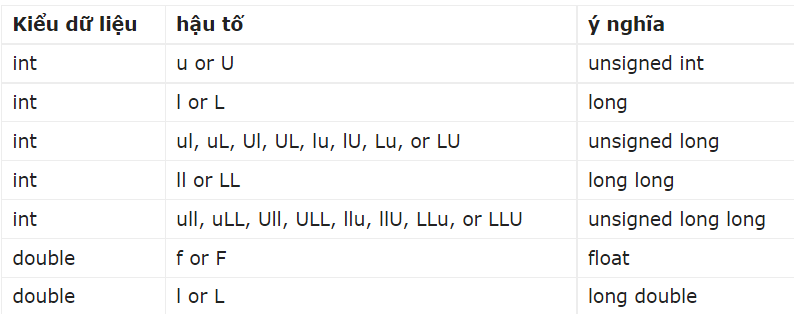 Kiểu dữ liệu hậu tố ý nghĩa
int u or U unsigned int
int l or L long
int ul, uL, Ul, UL, lu, lU, Lu, or LU unsigned long
int ll or LL long long
int ull, uLL, Ull, ULL, llu, llU, LLu, or LLU unsigned long long
double f or F float
double l or L long double